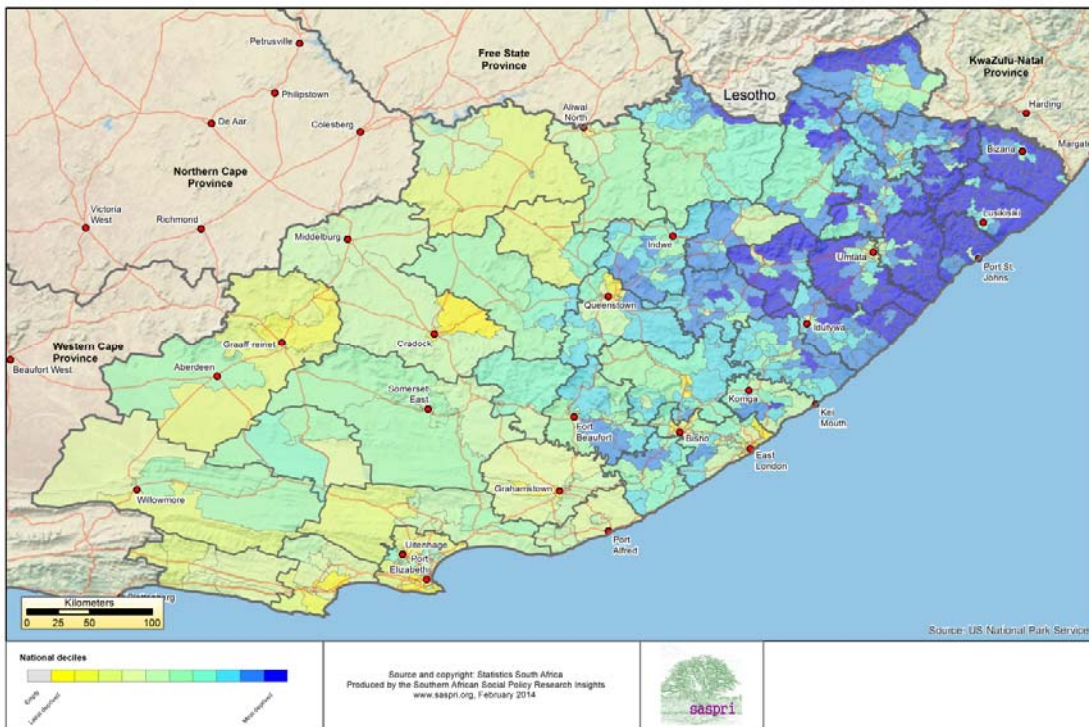 Petrusville
Free State
Province
KwaZulu-Natal
Province
Philipstown
Lesotho
Harding
De Aar
Colesberg
Aliwal
North
Margate
Bizana
Northern Cape
Province
Victoria
West
Richmond
Middelburg
Indwe
Lusikisiki
Umtata
Port St.
Johns
Queenstown
Idutywa
Western Cape
Province
Beaufort West
Graaff reinet
Cradock
Aberdeen
Somerset
East
Komga
Kei
Mouth
Fort
Beaufort
Bisho
East
London
Willowmore
Grahamstown
Port
Alfred
Uitenhage
Port
Elizabeth
Kilometers
0 25 50 100
Source: US National Park Service
National deciles
Empty
Least deprived
Most deprived
Source and copyright: Statistics South Africa
Produced by the Southern African Social Policy Research Insights
www.saspri.org, February 2014
saspri